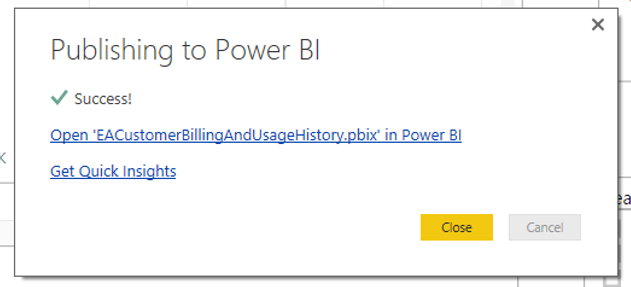 Publishing to Power BI
Success!
Open 'EACustomerBillingAndUsageHistory.pbix' in Power BI
Get Quick Insights
Close Cancel